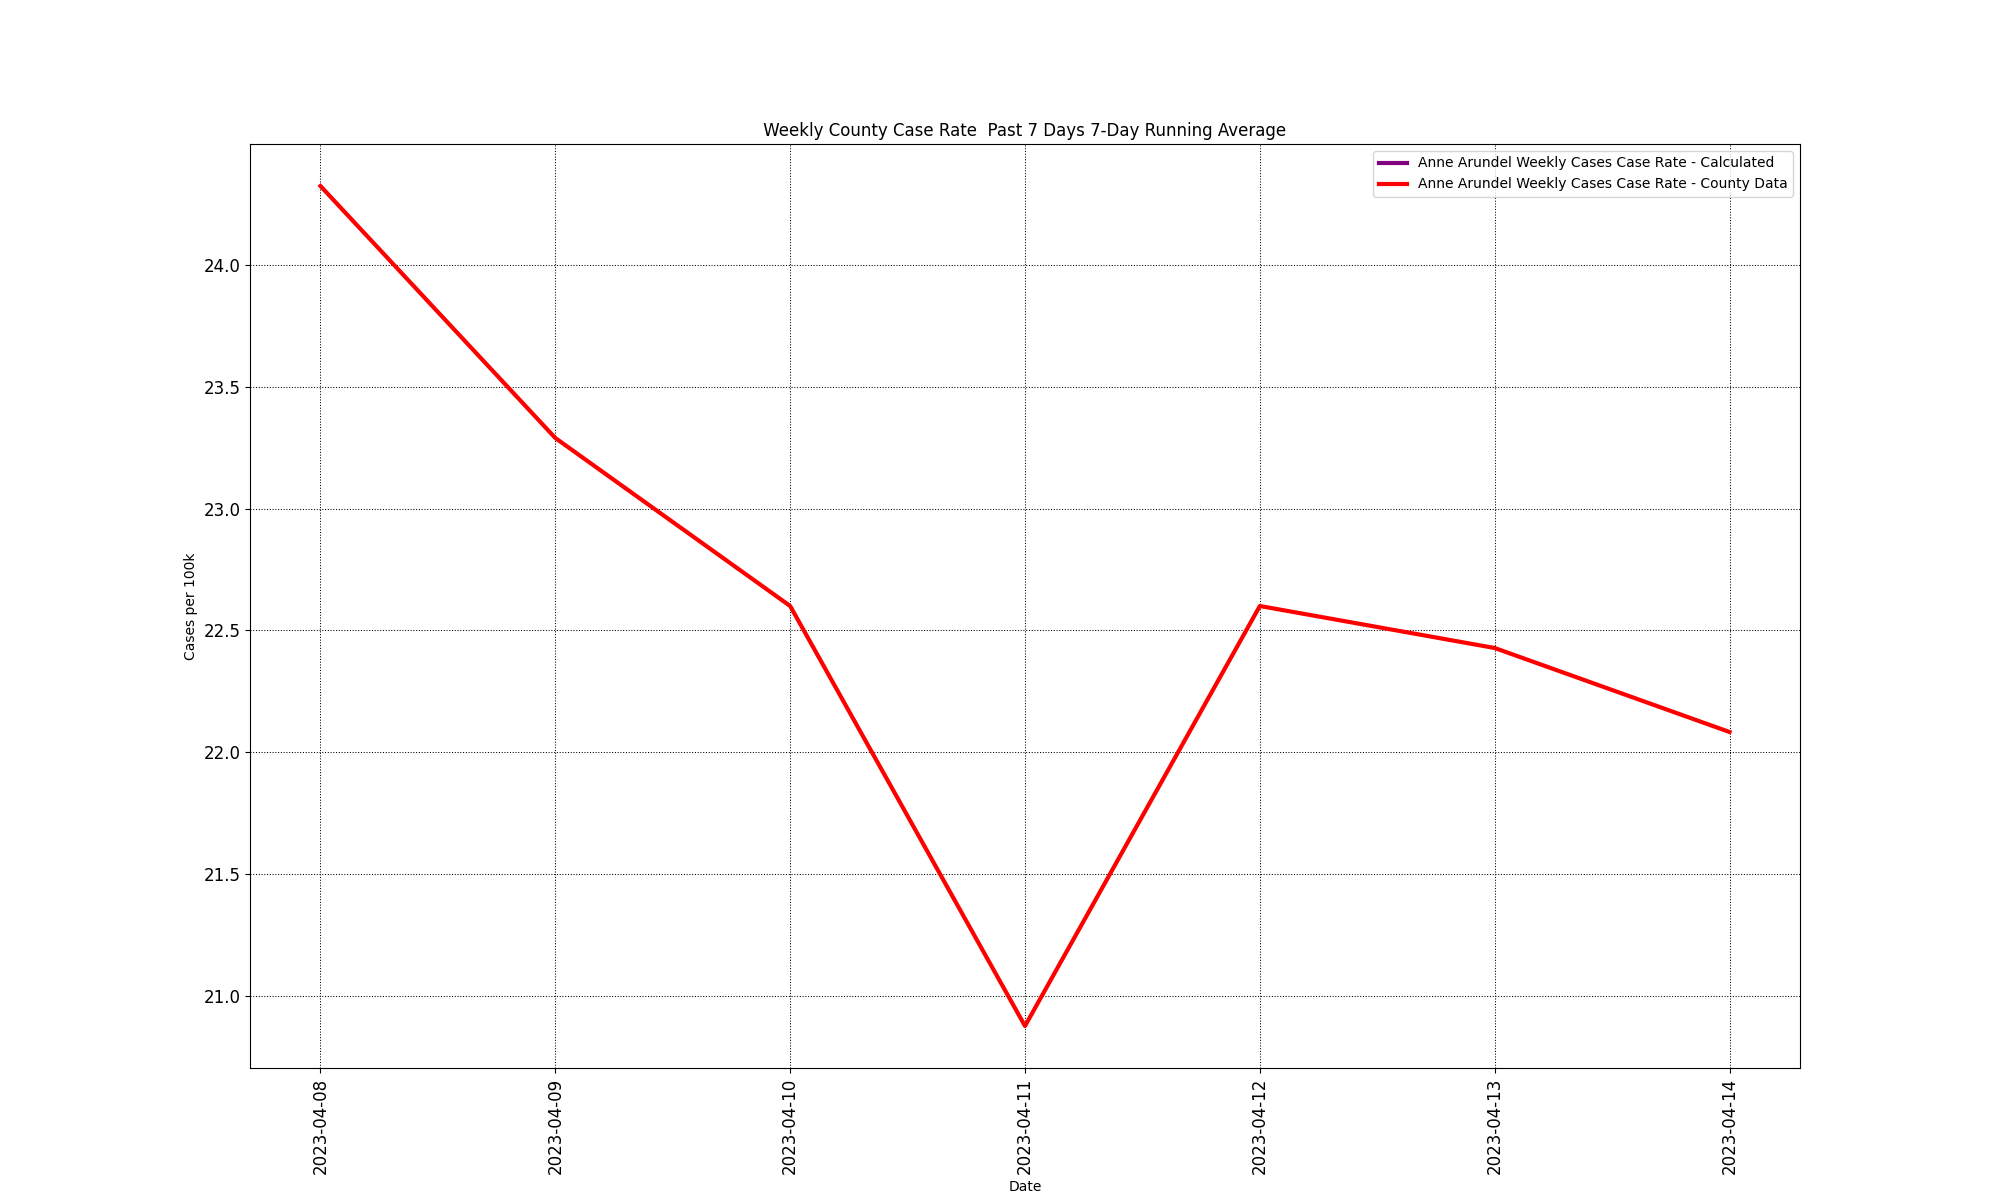 Weekly County Case Rate  Past 7 Days 7-Day Running Average
Anne Arundel Weekly Cases Case Rate - Calculated
Anne Arundel Weekly Cases Case Rate - County Data
24.0
23.5
23.0
22.5
22.0
21.5
21.0
Cases per 100k
2023-04-08
2023-04-09
2023-04-10
2023-04-11
2023-04-12
2023-04-13
2023-04-14
Date